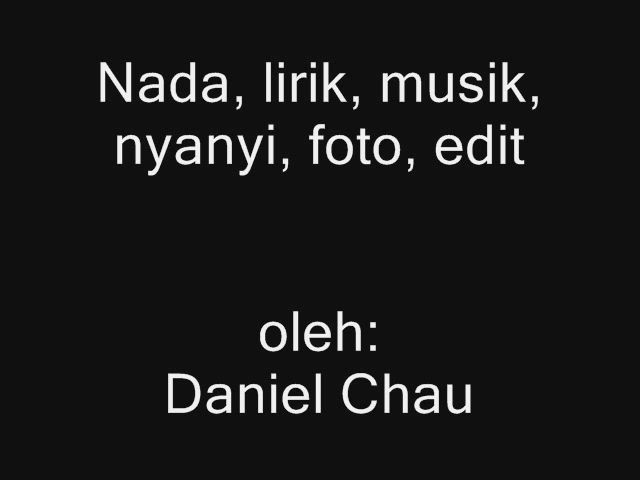 Nada, lirik, musik,
nyanyi, foto, edit
oleh:
Daniel Chau